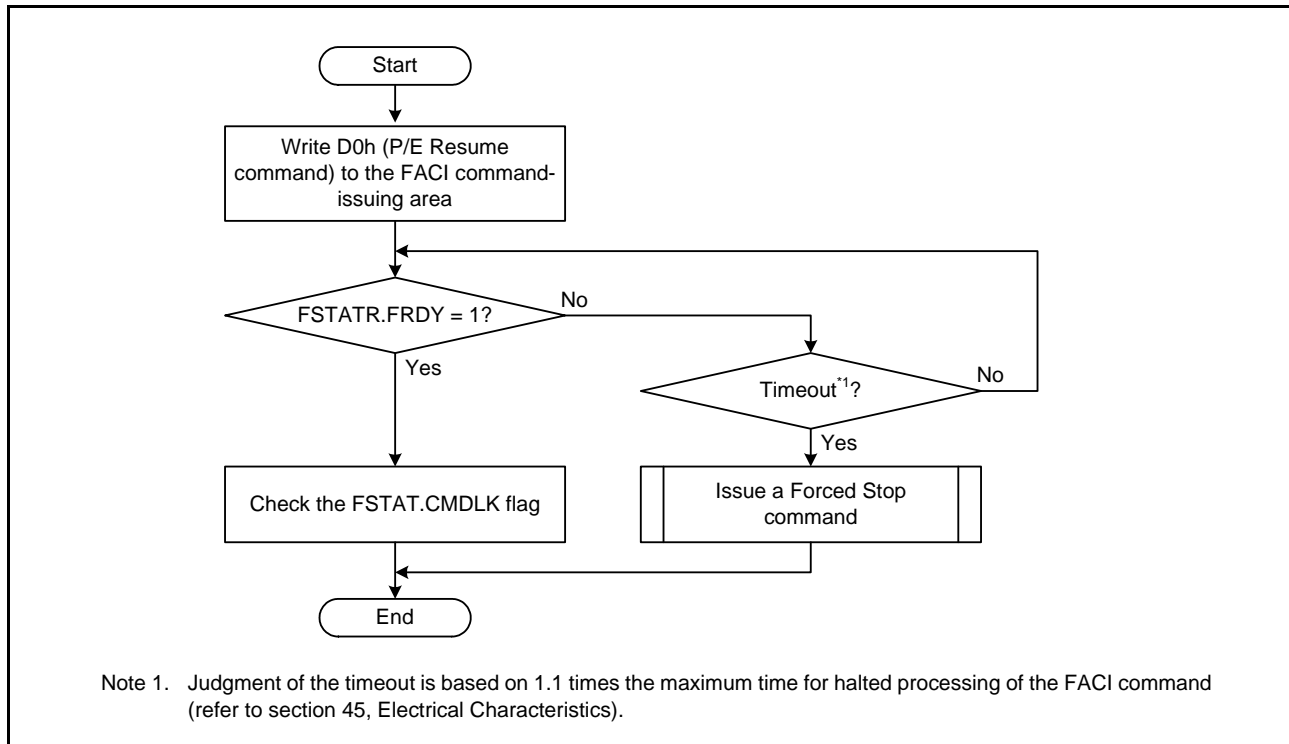 Start
Write D0h (P/E Resume
command) to the FACI command-
issuing area
FSTATR.FRDY = 1?
No
Yes
Timeout*1?
No
Yes
Check the FSTAT.CMDLK flag
Issue a Forced Stop
command
End
Note 1. Judgment of the timeout is based on 1.1 times the maximum time for halted processing of the FACI command
(refer to section 45, Electrical Characteristics).